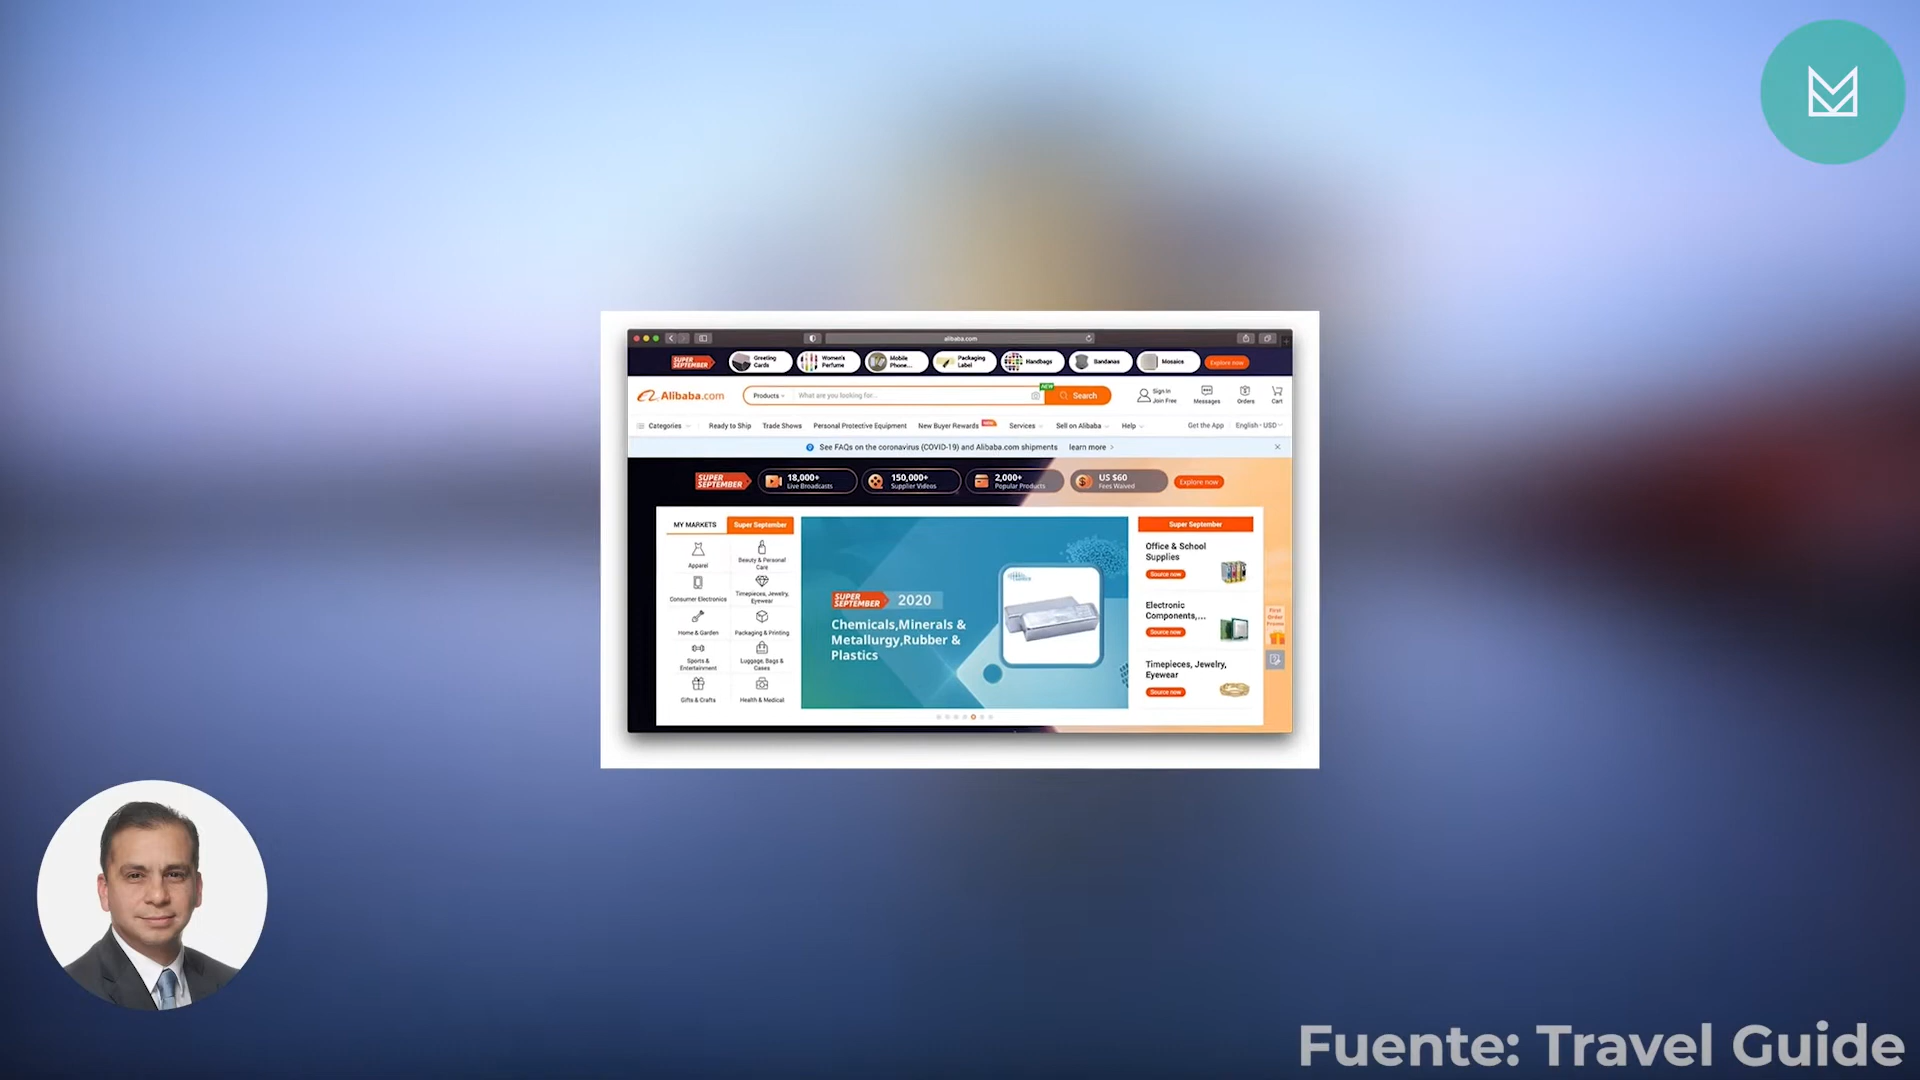 alibaba.com
SUPER
SEPTEMBER
Greeting
Cards
Women's
Perfume
Mobile
Phone...
Packaging
Label
Handbags
Bandanas
Mosaics
Explore now
Alibaba.com
Products
What are you looking for...
NEW
Search
Sign In
Join Free
Messages
Orders
Cart
Categories
Ready to Ship
Trade Shows
Personal Protective Equipment
New Buyer Rewards
NEW
Services
Sell on Alibaba
Help
Get the App
English - USD
See FAQs on the coronavirus (COVID-19) and Alibaba.com shipments learn more >
SUPER
SEPTEMBER
18,000+
Live Broadcasts
150,000+
Supplier Videos
2,000+
Popular Products
US $60
Fees Waived
Explore now
MY MARKETS
Super September
Apparel
Beauty & Personal
Care
Consumer Electronics
Timepieces, Jewelry,
Eyewear
Home & Garden
Packaging & Printing
Sports &
Entertainment
Luggage, Bags &
Cases
Gifts & Crafts
Health & Medical
SUPER
SEPTEMBER
2020
Chemicals,Minerals &
Metallurgy,Rubber &
Plastics
Super September
Office & School
Supplies
Source now
Electronic
Components,...
Source now
Timepieces, Jewelry,
Eyewear
Source now
First
Order
Promo
Fuente: Travel Guide